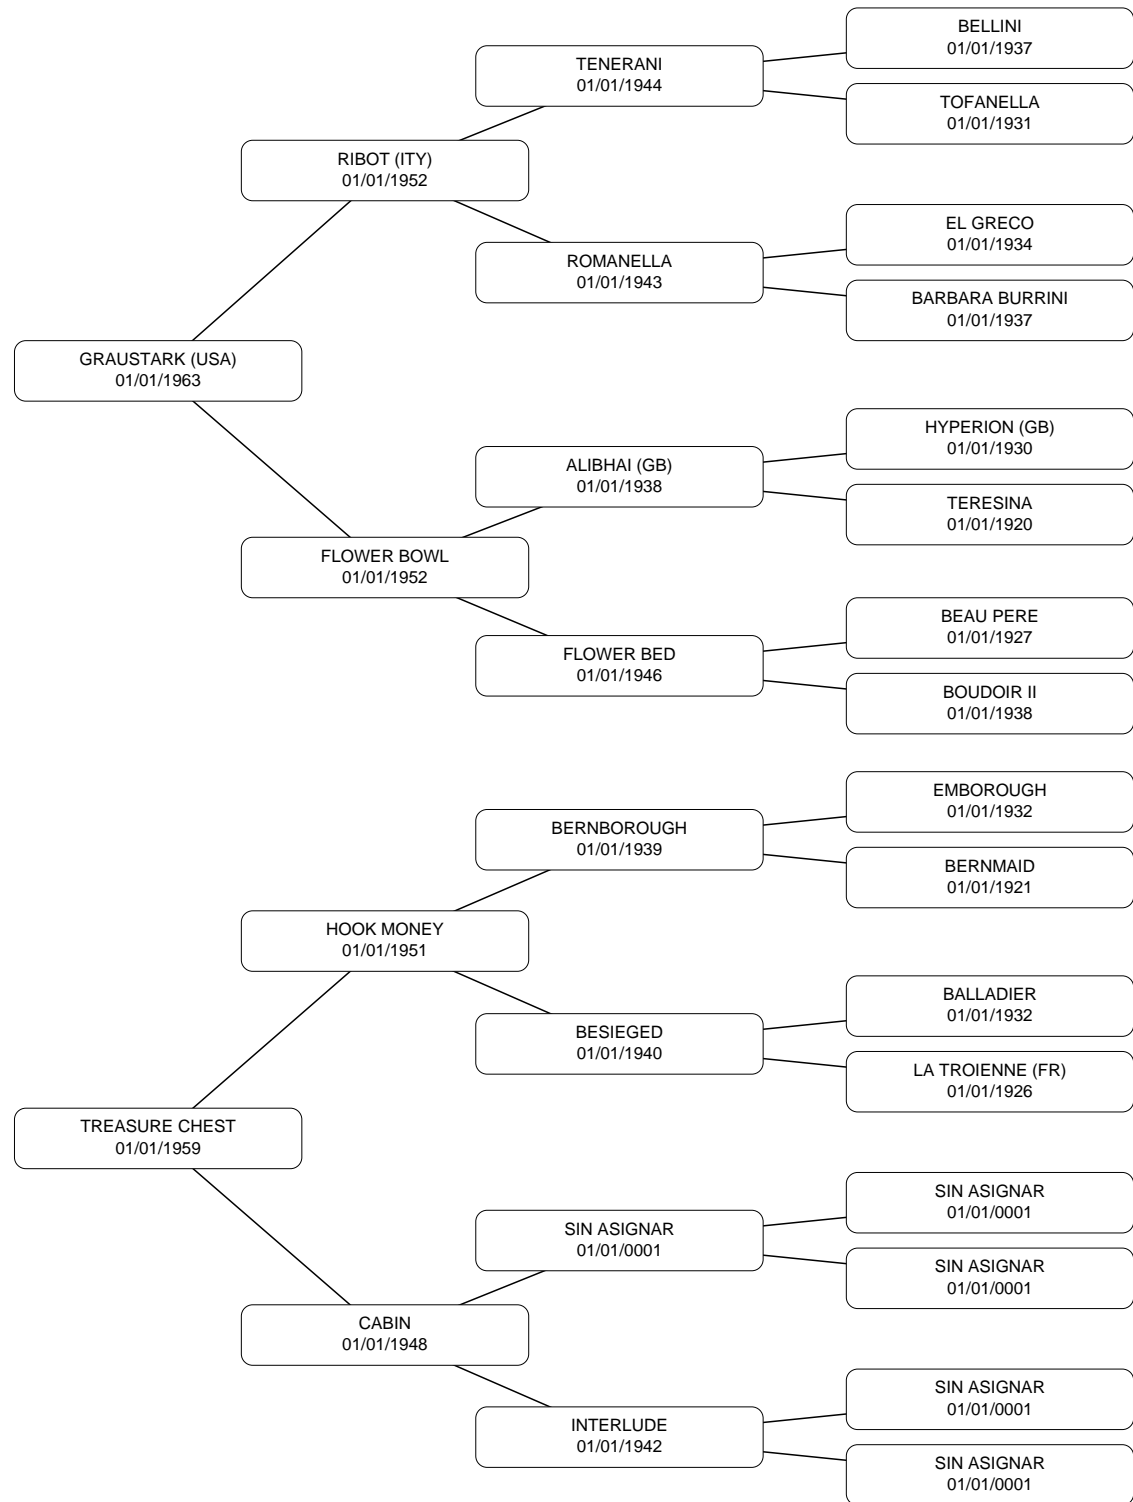 BELLINI
01/01/1937
TENERANI
01/01/1944
TOFANELLA
01/01/1931
RIBOT (ITY)
01/01/1952
EL GRECO
01/01/1934
ROMANELLA
01/01/1943
BARBARA BURRINI
01/01/1937
GRAUSTARK (USA)
01/01/1963
HYPERION (GB)
01/01/1930
ALIBHAI (GB)
01/01/1938
TERESINA
01/01/1920
FLOWER BOWL
01/01/1952
BEAU PERE
01/01/1927
FLOWER BED
01/01/1946
BOUDOIR II
01/01/1938
EMBOROUGH
01/01/1932
BERNBOROUGH
01/01/1939
BERNMAID
01/01/1921
HOOK MONEY
01/01/1951
BALLADIER
01/01/1932
BESIEGED
01/01/1940
LA TROIENNE (FR)
01/01/1926
TREASURE CHEST
01/01/1959
SIN ASIGNAR
01/01/0001
SIN ASIGNAR
01/01/0001
SIN ASIGNAR
01/01/0001
CABIN
01/01/1948
SIN ASIGNAR
01/01/0001
INTERLUDE
01/01/1942
SIN ASIGNAR
01/01/0001